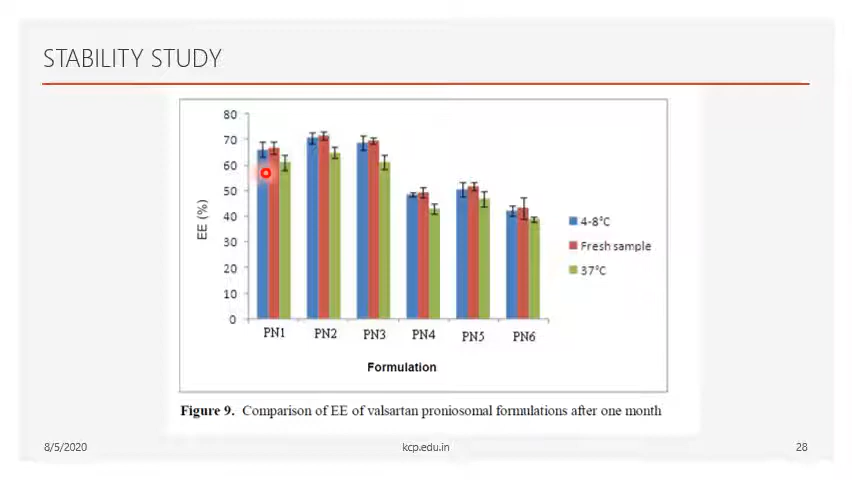 STABILITY STUDY
80
70
60
50
40
30
20
10
0
EE (%)
PN1 PN2 PN3 PN4 PN5 PN6
Formulation
4-8°C
Fresh sample
37°C
Figure 9. Comparison of EE of valsartan proniosomal formulations after one month
8/5/2020 kcp.edu.in 28